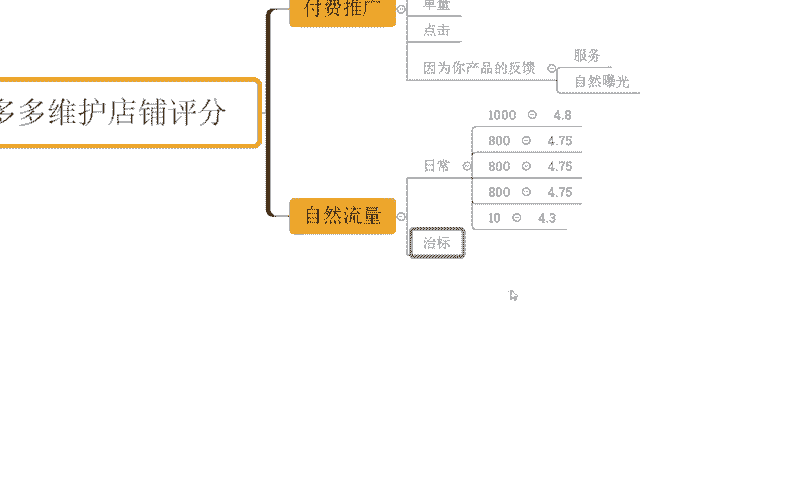 付费推广
单量
点击
因为你产品的反馈
服务
自然曝光
多多维护店铺评分
自然流量
日常
1000 4.8
800 4.75
800 4.75
800 4.75
10 4.3
治标